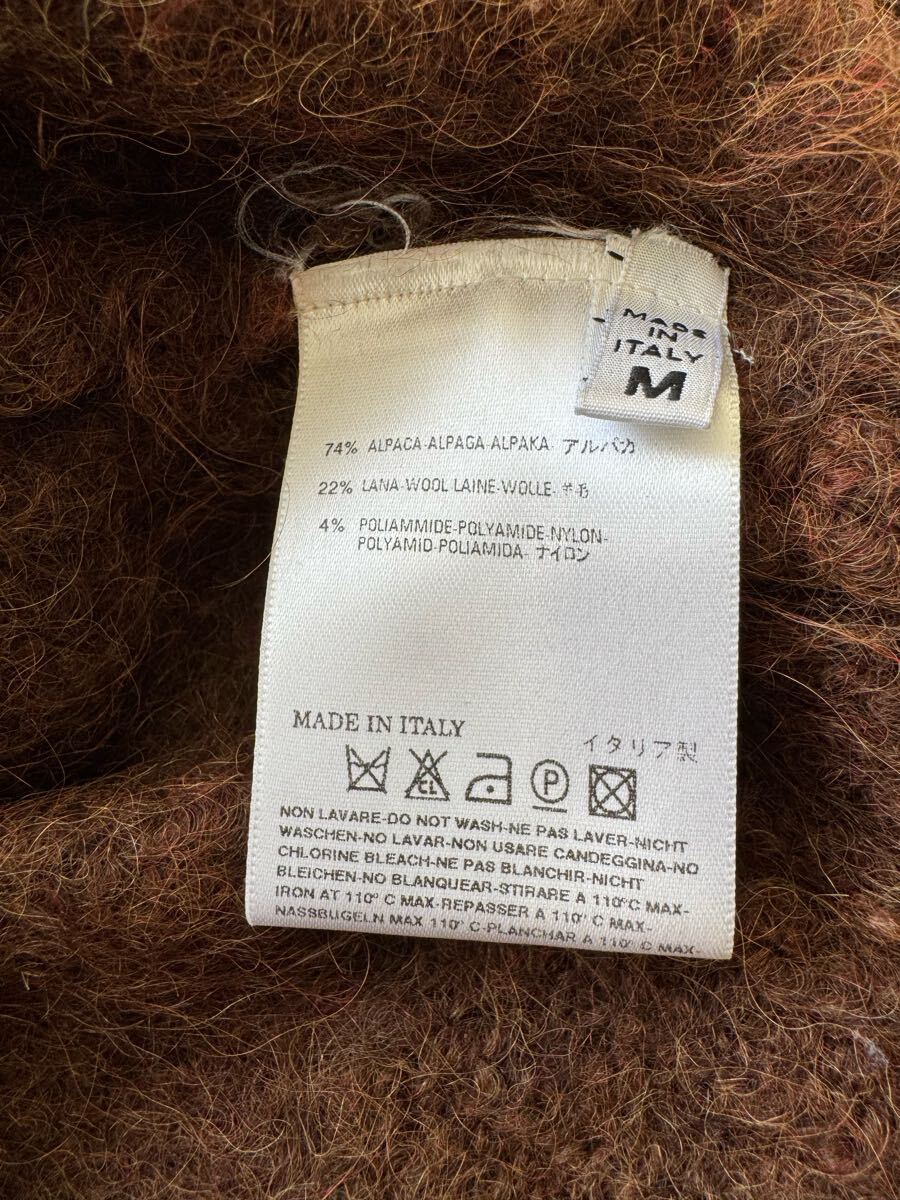 MADE
IN
ITALY
M
74% ALPACA-ALPAGA-ALPAKA- アルパカ
22% LANA-WOOL LAINE-WOLLE- 羊毛
4% POLIAMMIDE-POLYAMIDE-NYLON-
POLYAMID-POLIAMIDA- ナイロン
MADE IN ITALY
イタリア製
CL
P
NON LAVARE-DO NOT WASH-NE PAS LAVER-NICHT
WASCHEN-NO LAVAR-NON USARE CANDEGGINA-NO
CHLORINE BLEACH-NE PAS BLANCHIR-NICHT
BLEICHEN-NO BLANQUEAR-STIRARE A 110°C MAX-
IRON AT 110° C MAX-REPASSER A 110° C MAX-
NASSBUGELN MAX 110° C-PLANCHAR A 110° C MAX-